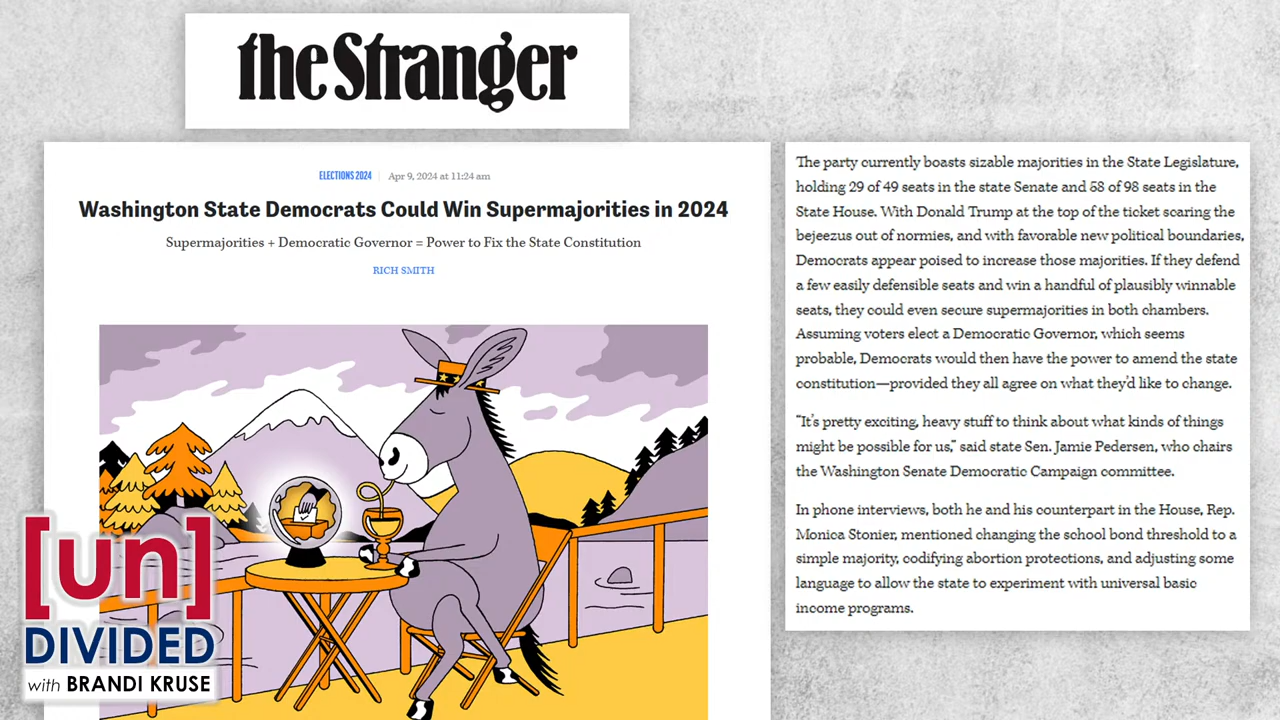 the Stranger
ELECTIONS 2024 | Apr 9, 2024 at 11:24 am
Washington State Democrats Could Win Supermajorities in 2024
Supermajorities + Democratic Governor = Power to Fix the State Constitution
RICH SMITH
The party currently boasts sizable majorities in the State Legislature,
holding 29 of 49 seats in the state Senate and 58 of 98 seats in the
State House. With Donald Trump at the top of the ticket scaring the
bejeezus out of normies, and with favorable new political boundaries,
Democrats appear poised to increase those majorities. If they defend
a few easily defensible seats and win a handful of plausibly winnable
seats, they could even secure supermajorities in both chambers.
Assuming voters elect a Democratic Governor, which seems
probable, Democrats would then have the power to amend the state
constitution—provided they all agree on what they'd like to change.
“It’s pretty exciting, heavy stuff to think about what kinds of things
might be possible for us,” said state Sen. Jamie Pedersen, who chairs
the Washington Senate Democratic Campaign committee.
In phone interviews, both he and his counterpart in the House, Rep.
Monica Stonier, mentioned changing the school bond threshold to a
simple majority, codifying abortion protections, and adjusting some
language to allow the state to experiment with universal basic
income programs.
[un]
DIVIDED
with BRANDI KRUSE